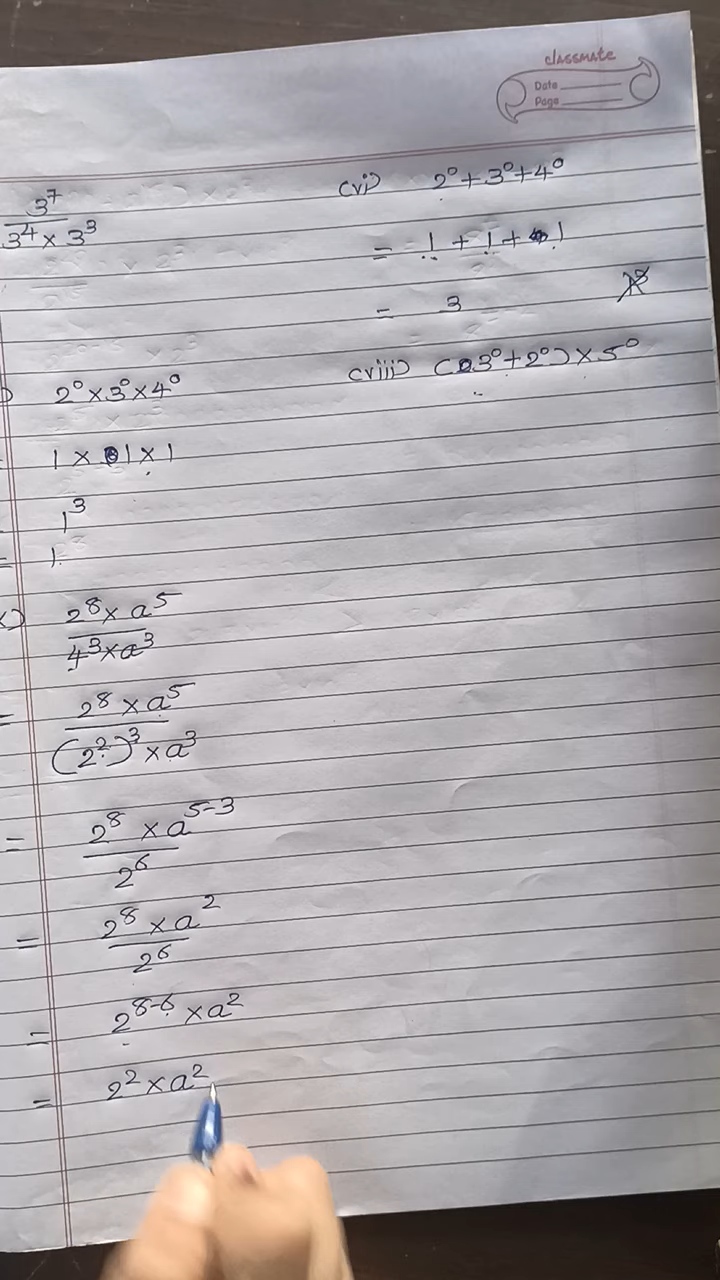 classmate
Date
Page
3⁷
3⁴ × 3³
2⁰ × 3⁰ × 4⁰
1 × 1 × 1
1³
= 1
x)
2⁸ × a⁵
4³ × a³
= 2⁸ × a⁵
(2²)³ × a³
= 2⁸ × a⁵⁻³
2⁶
= 2⁸ × a²
2⁶
= 2⁸⁻⁶ × a²
= 2² × a²
(vi) 2⁰ + 3⁰ + 4⁰
= 1 + 1 + 1
= 3
(viii) (3⁰ + 2⁰) × 5⁰